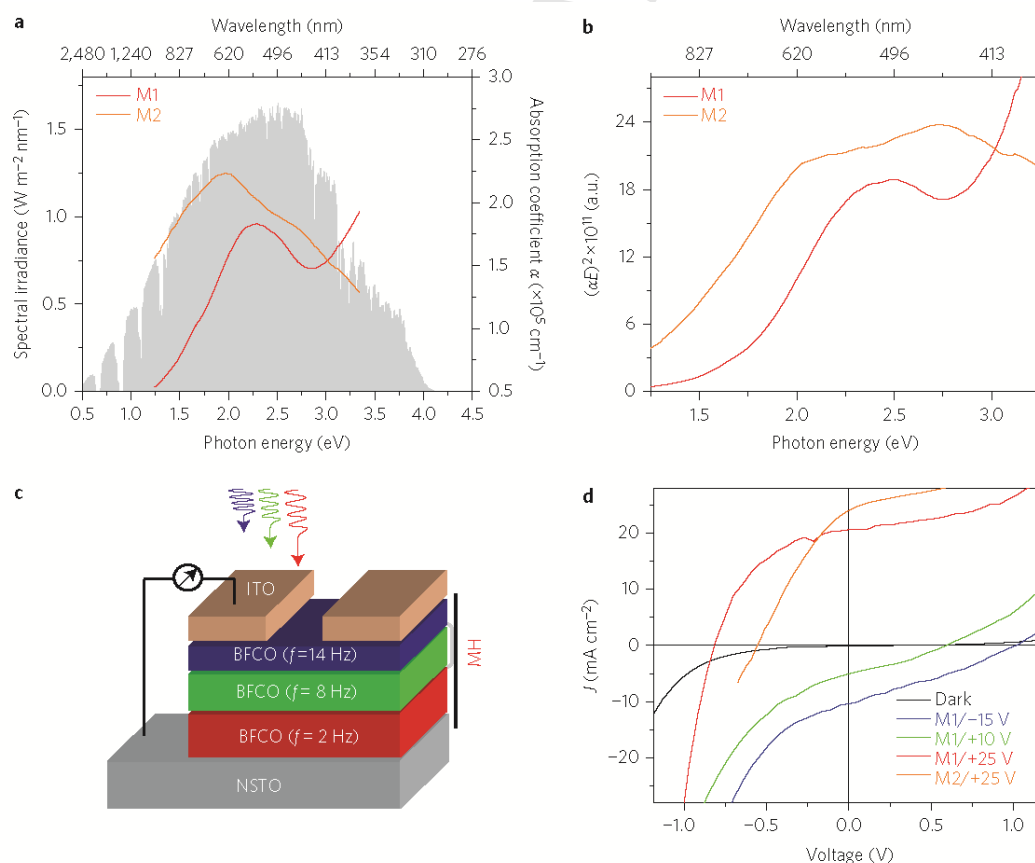 a
Wavelength (nm)
2,480 1,240 827 620 496 413 354 310 276
M1
M2
Spectral irradiance (W m−2 nm−1)
1.5
1.0
0.5
0.0
3.0
2.5
2.0
1.5
1.0
0.5
Absorption coefficient α (×10⁵ cm−1)
0.5 1.0 1.5 2.0 2.5 3.0 3.5 4.0 4.5
Photon energy (eV)
b
Wavelength (nm)
827 620 496 413
M1
M2
(αE)² × 10¹¹ (a.u.)
24
18
12
6
0
1.5 2.0 2.5 3.0
Photon energy (eV)
c
ITO
BFCO (f=14 Hz)
BFCO (f= 8 Hz)
BFCO (f= 2 Hz)
NSTO
MH
d
J (mA cm−2)
20
10
0
−10
−20
Dark
M1/−15 V
M1/+10 V
M1/+25 V
M2/+25 V
−1.0 −0.5 0.0 0.5 1.0
Voltage (V)